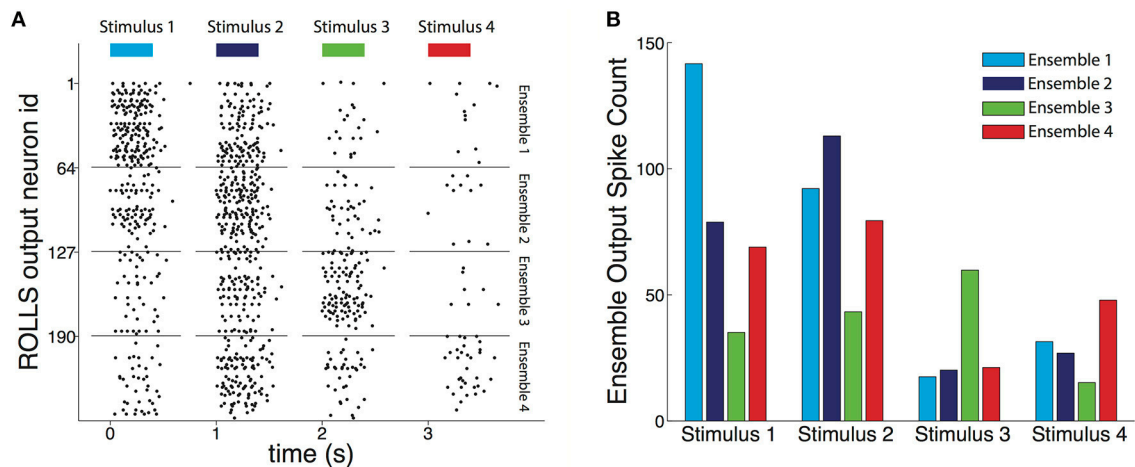 A
Stimulus 1 Stimulus 2 Stimulus 3 Stimulus 4
ROLLS output neuron id
1
64
127
190
Ensemble 1
Ensemble 2
Ensemble 3
Ensemble 4
0 1 2 3
time (s)
B
Ensemble Output Spike Count
150
100
50
0
Ensemble 1
Ensemble 2
Ensemble 3
Ensemble 4
Stimulus 1 Stimulus 2 Stimulus 3 Stimulus 4